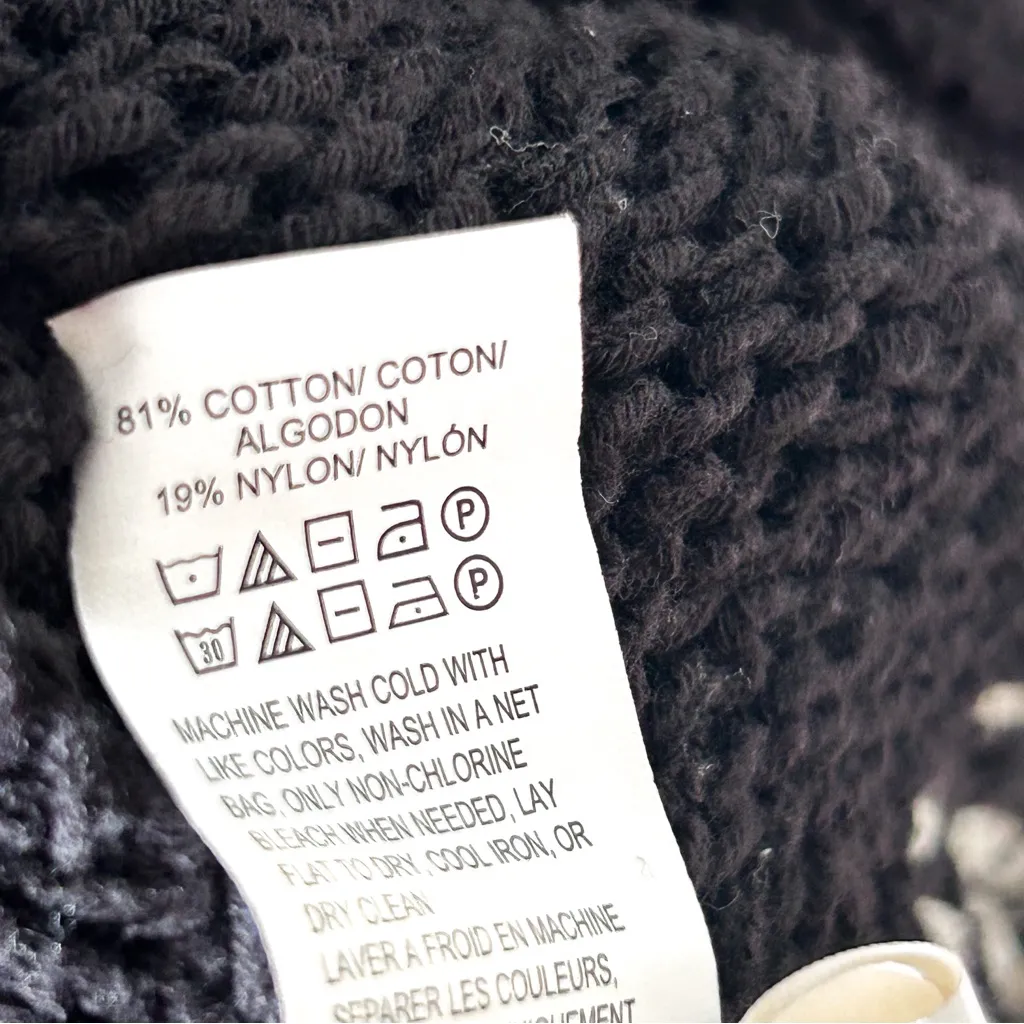 81% COTTON/ COTON/
ALGODON
19% NYLON/ NYLÓN
P
30 P
MACHINE WASH COLD WITH
LIKE COLORS, WASH IN A NET
BAG, ONLY NON-CHLORINE
BLEACH WHEN NEEDED, LAY
FLAT TO DRY, COOL IRON, OR
DRY CLEAN
LAVER A FROID EN MACHINE
SEPARER LES COULEURS,